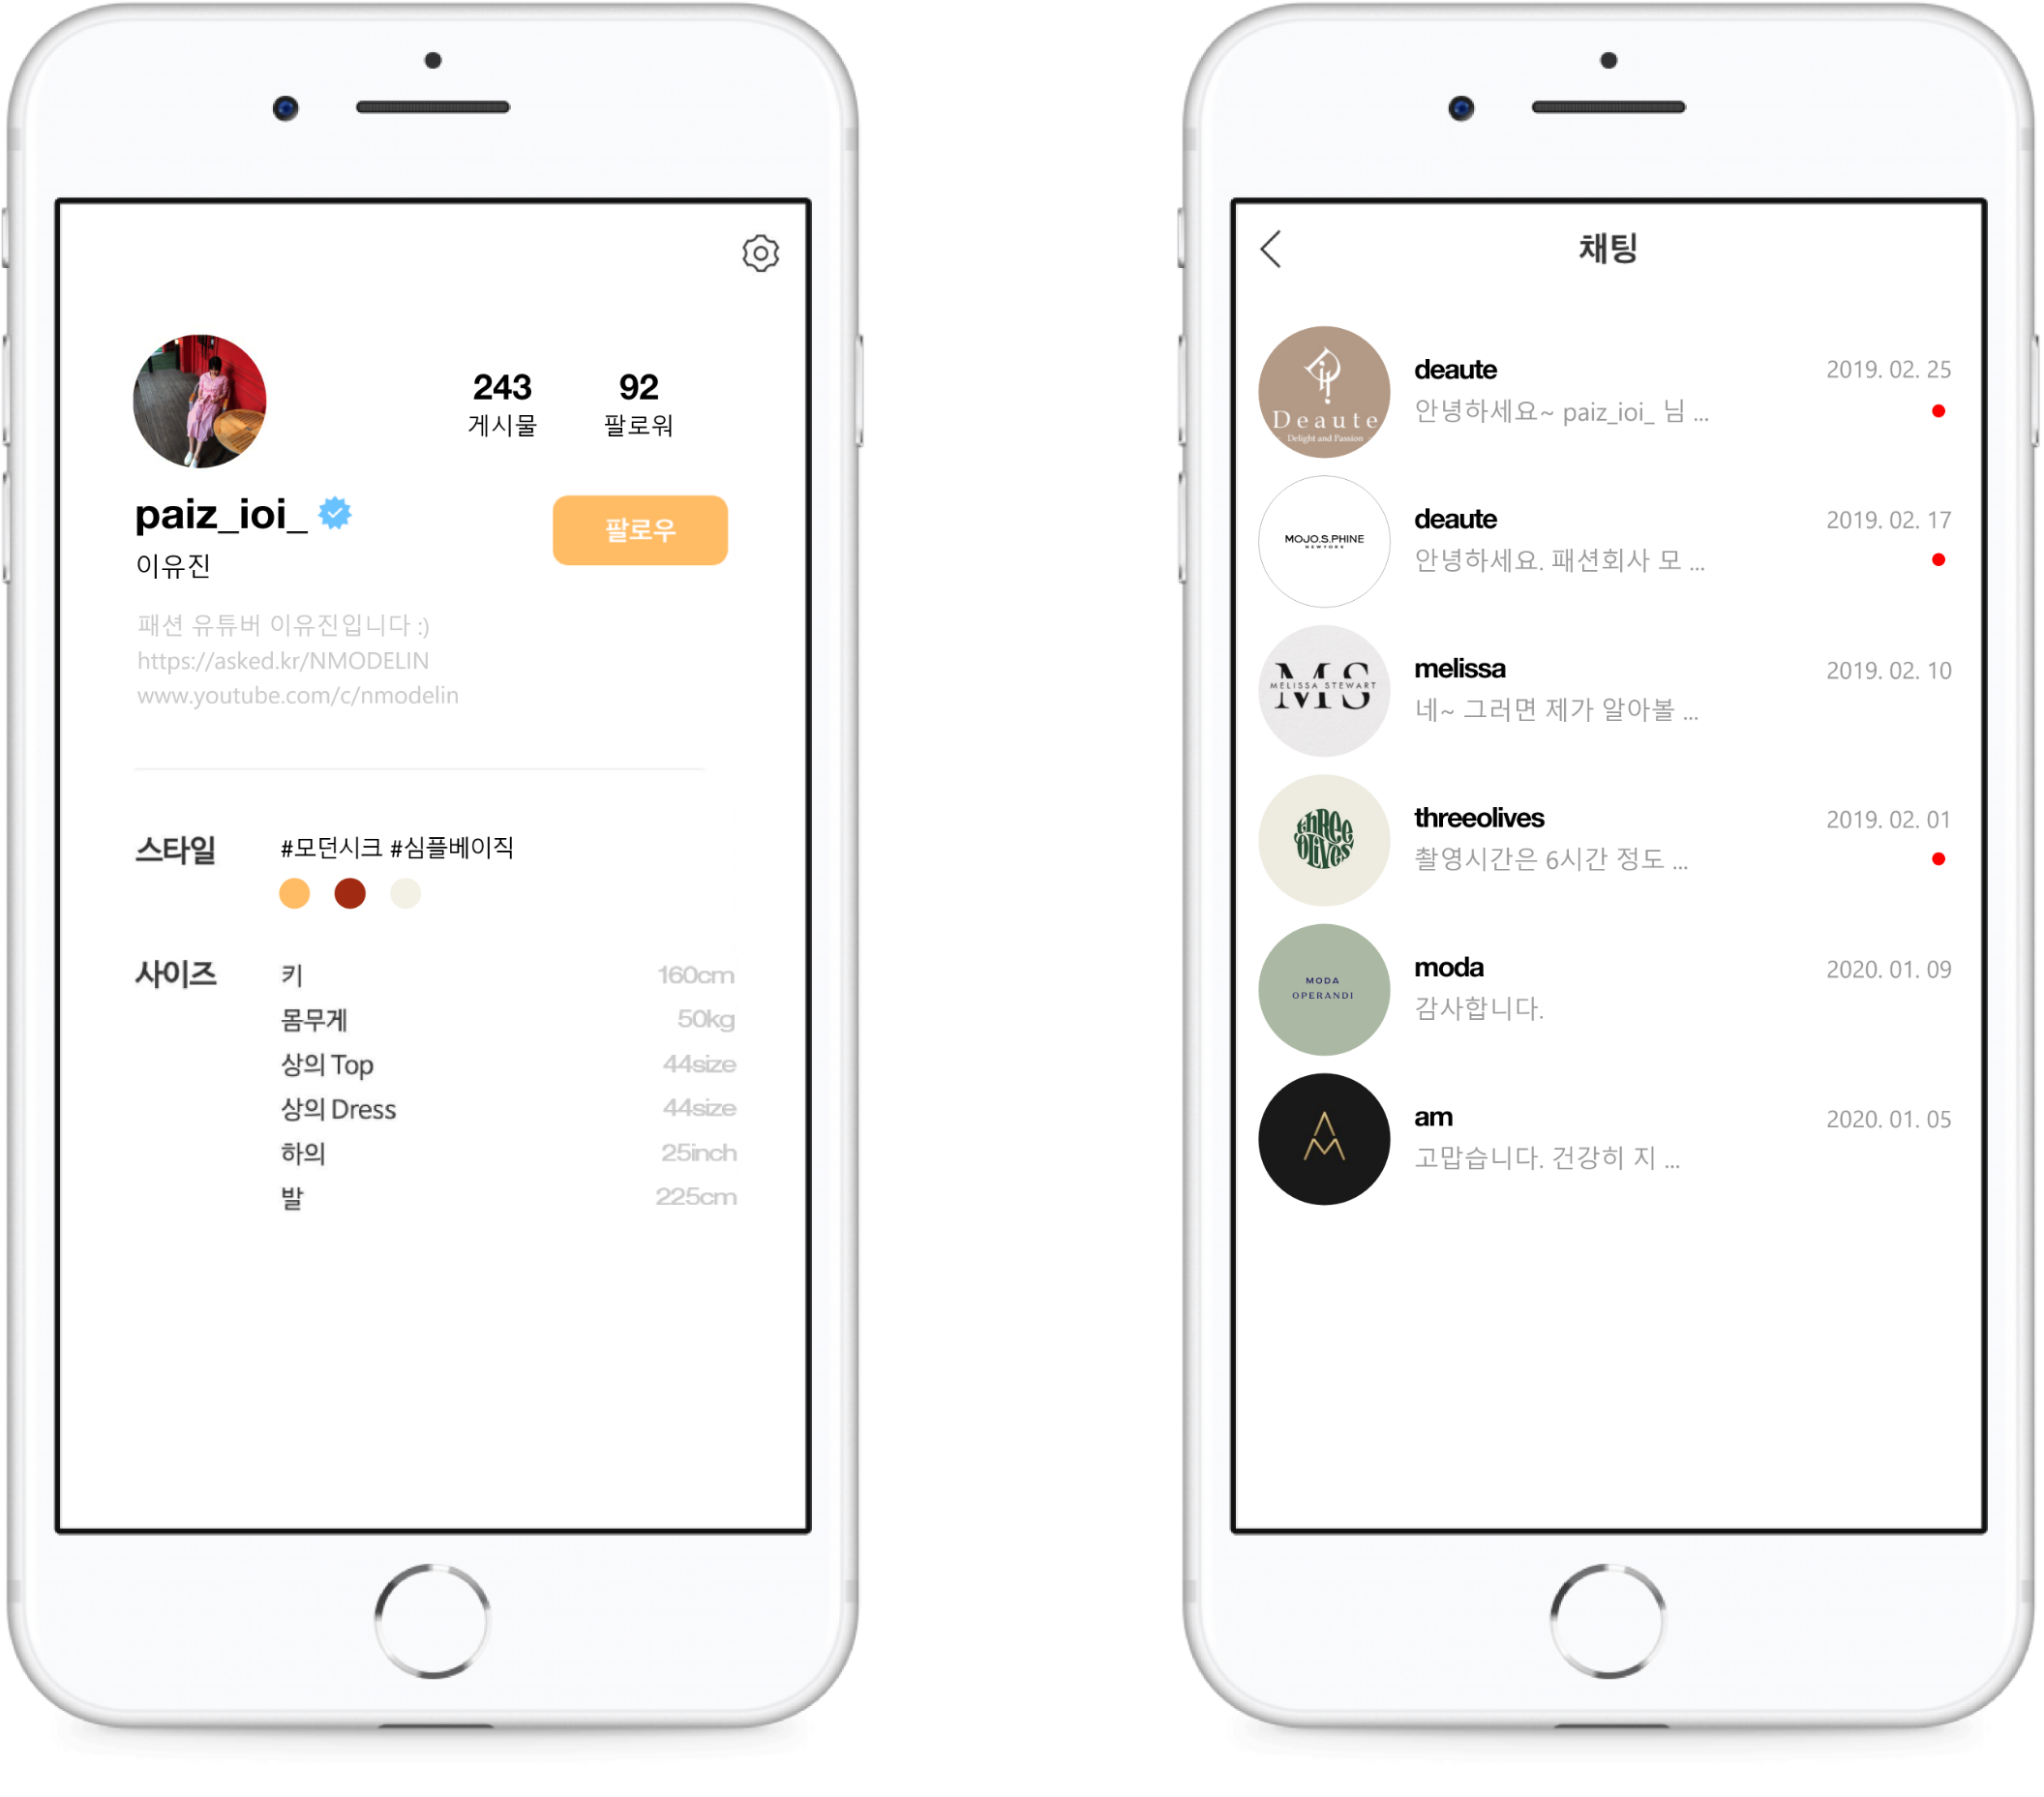 243
92
게시물
팔로워
paiz_ioi_
팔로우
이유진
패션 유튜버 이유진입니다 :)
https://asked.kr/NMODELIN
www.youtube.com/c/nmodelin
스타일
#모던시크 #심플베이직
사이즈
키 160cm
몸무게 50kg
상의 Top 44size
상의 Dress 44size
하의 25inch
발 225cm
채팅
Deaute
Delight and Passion
deaute 2019. 02. 25
안녕하세요~ paiz_ioi_ 님 ...
MOJO.S.PHINE
NEWYORK
deaute 2019. 02. 17
안녕하세요. 패션회사 모 ...
MS
MELISSA STEWART
melissa 2019. 02. 10
네~ 그러면 제가 알아볼 ...
three
olives
threeolives 2019. 02. 01
촬영시간은 6시간 정도 ...
MODA
OPERANDI
moda 2020. 01. 09
감사합니다.
AM
am 2020. 01. 05
고맙습니다. 건강히 지 ...